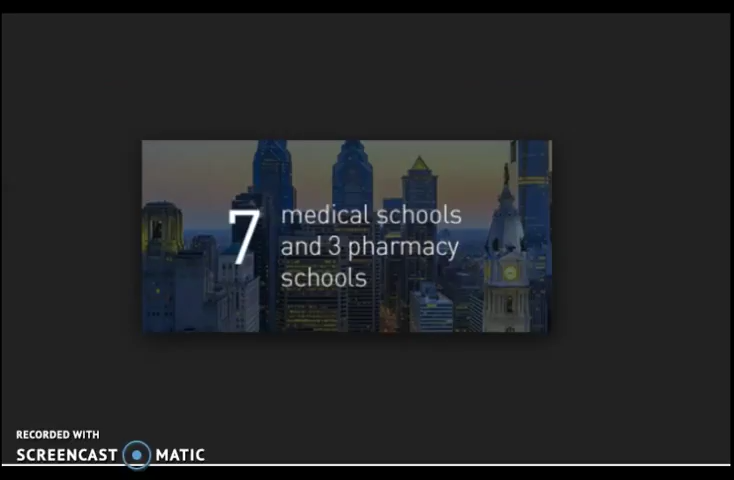 7
medical schools
and 3 pharmacy
schools
RECORDED WITH
SCREENCAST MATIC